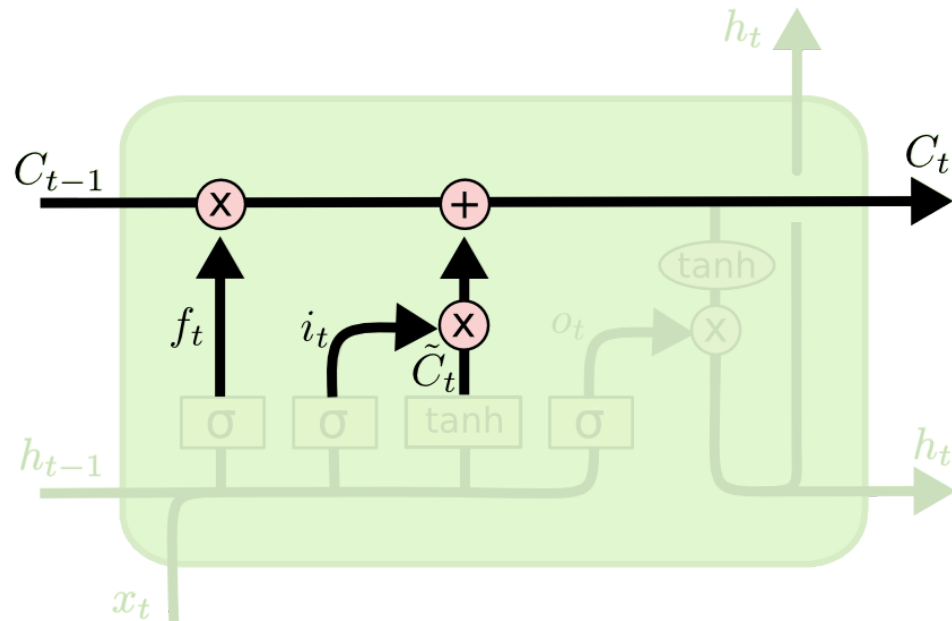 h_t
C_{t-1}
C_t
x
+
tanh
f_t
i_t
x
o_t
x
C̃_t
σ
σ
tanh
σ
h_{t-1}
h_t
x_t